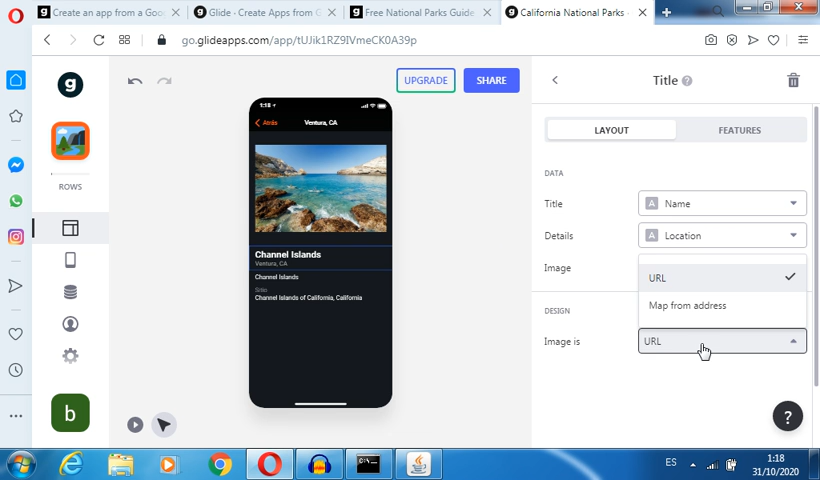 Create an app from a Goo
Glide · Create Apps from G
Free National Parks Guide
California National Parks ·
go.glideapps.com/app/tUJik1RZ9IVmeCK0A39p
g
UPGRADE
SHARE
Title
ROWS
LAYOUT
FEATURES
DATA
Title
Name
Details
Location
Image
URL
Map from address
DESIGN
Image is
URL
1:18
Atrás
Ventura, CA
Channel Islands
Ventura, CA
Channel Islands
Sitio
Channel Islands of California, California
b
?
ES
1:18
31/10/2020